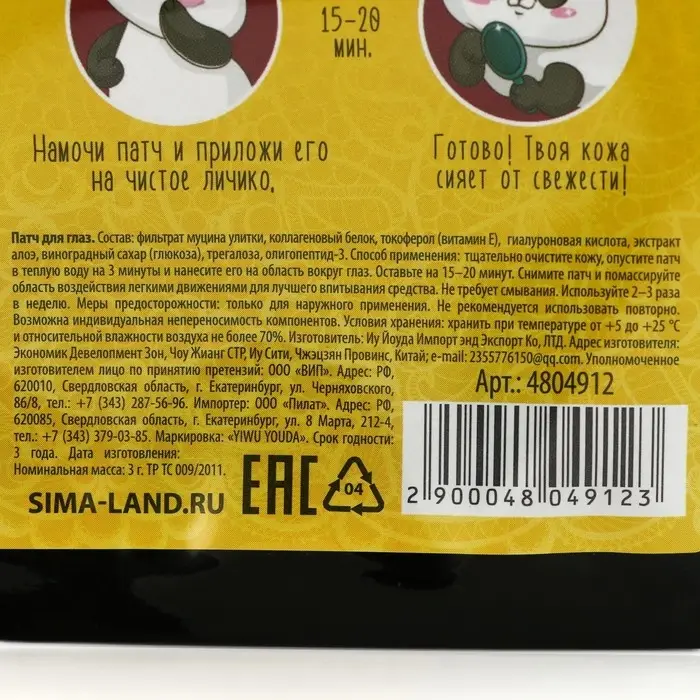 15–20
МИН.
Намочи патч и приложи его
на чистое личико.
Готово! Твоя кожа
сияет от свежести!
Патч для глаз. Состав: фильтрат муцина улитки, коллагеновый белок, токоферол (витамин Е), гиалуроновая кислота, экстракт
алоэ, виноградный сахар (глюкоза), трегалоза, олигопептид-3. Способ применения: тщательно очистите кожу, опустите патч
в теплую воду на 3 минуты и нанесите его на область вокруг глаз. Оставьте на 15–20 минут. Снимите патч и помассируйте
область воздействия легкими движениями для лучшего впитывания средства. Не требует смывания. Используйте 2–3 раза
в неделю. Меры предосторожности: только для наружного применения. Не рекомендуется использовать повторно.
Возможна индивидуальная непереносимость компонентов. Условия хранения: хранить при температуре от +5 до +25 °С
и относительной влажности воздуха не более 70%. Изготовитель: Иу Йоуда Импорт энд Экспорт Ко, ЛТД. Адрес изготовителя:
Экономик Девелопмент Зон, Чоу Жианг СТР, Иу Сити, Чжэцзян Провинс, Китай; e-mail: 2355776150@qq.com. Уполномоченное
изготовителем лицо по принятию претензий: ООО «ВИП». Адрес: РФ,
620010, Свердловская область, г. Екатеринбург, ул. Черняховского,
86/8, тел.: +7 (343) 287-56-96. Импортер: ООО «Пилат». Адрес: РФ,
620085, Свердловская область, г. Екатеринбург, ул. 8 Марта, 212-4,
тел.: +7 (343) 379-03-85. Маркировка: «YIWU YOUDA». Срок годности:
3 года. Дата изготовления:
Номинальная масса: 3 г. ТР ТС 009/2011.
Арт.: 4804912
SIMA-LAND.RU
EAC
04
2 900048 049123